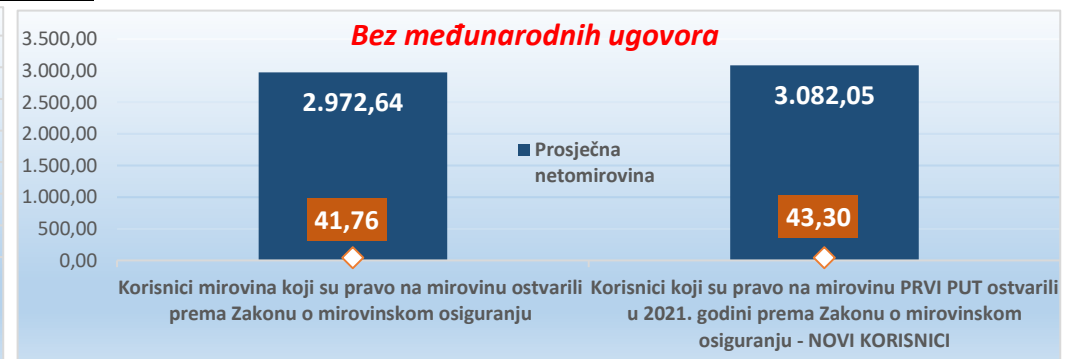 Bez međunarodnih ugovora
3.500,00
3.000,00
2.500,00
2.000,00
1.500,00
1.000,00
500,00
0,00
2.972,64
3.082,05
Prosječna
netomirovina
41,76
43,30
Korisnici mirovina koji su pravo na mirovinu ostvarili
prema Zakonu o mirovinskom osiguranju
Korisnici koji su pravo na mirovinu PRVI PUT ostvarili
u 2021. godini prema Zakonu o mirovinskom
osiguranju - NOVI KORISNICI